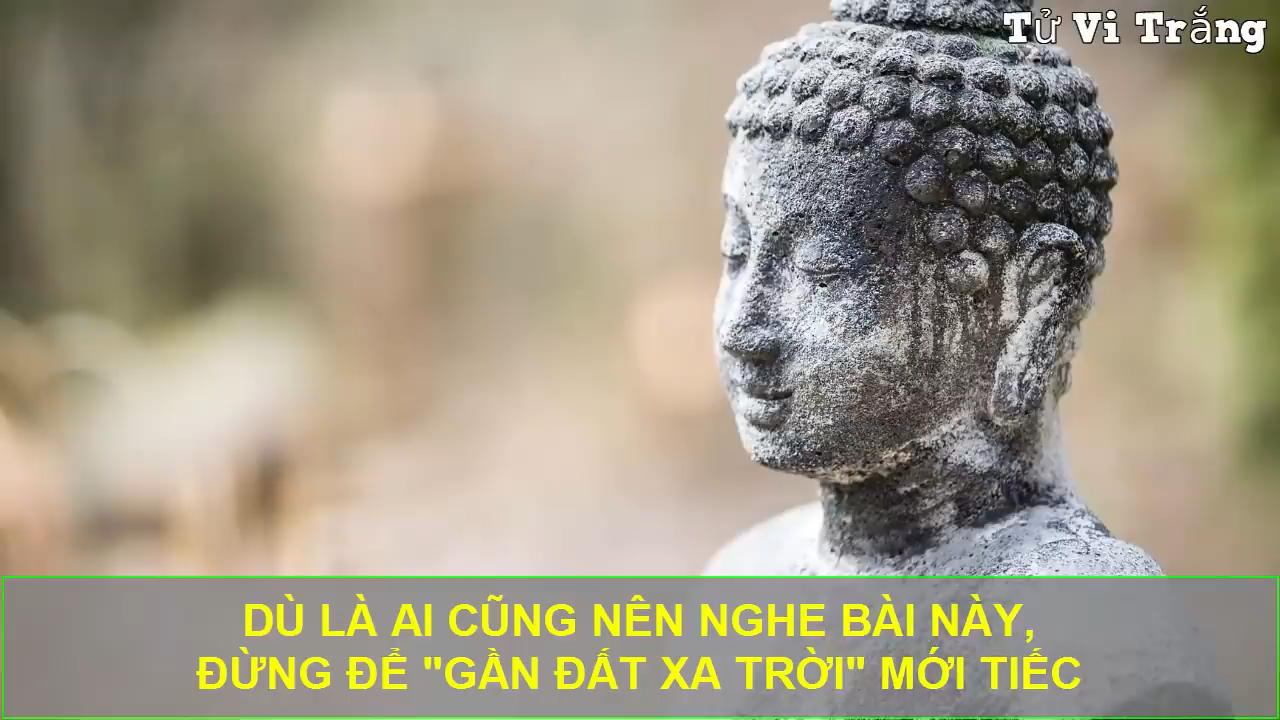 Tử Vi Trắng
DÙ LÀ AI CŨNG NÊN NGHE BÀI NÀY,
ĐỪNG ĐỂ "GẦN ĐẤT XA TRỜI" MỚI TIẾC